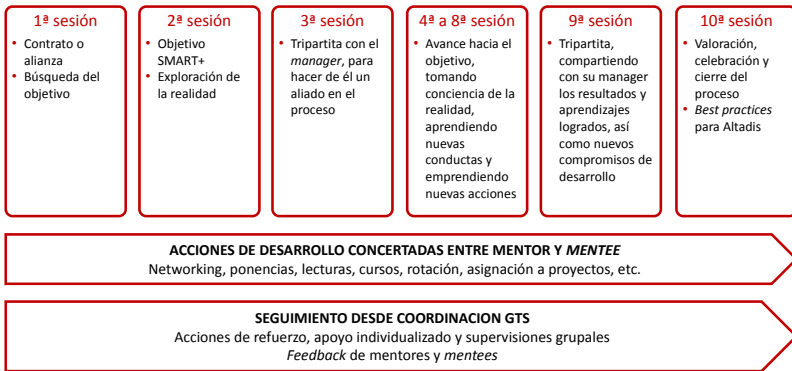 1ª sesión
• Contrato o
alianza
• Búsqueda del
objetivo
2ª sesión
• Objetivo
SMART+
• Exploración de
la realidad
3ª sesión
• Tripartita con el
manager, para
hacer de él un
aliado en el
proceso
4ª a 8ª sesión
• Avance hacia el
objetivo,
tomando
conciencia de la
realidad,
aprendiendo
nuevas
conductas y
emprendiendo
nuevas acciones
9ª sesión
• Tripartita,
compartiendo
con su manager
los resultados y
aprendizajes
logrados, así
como nuevos
compromisos de
desarrollo
10ª sesión
• Valoración,
celebración y
cierre del
proceso
• Best practices
para Altadis
ACCIONES DE DESARROLLO CONCERTADAS ENTRE MENTOR Y MENTEE
Networking, ponencias, lecturas, cursos, rotación, asignación a proyectos, etc.
SEGUIMIENTO DESDE COORDINACION GTS
Acciones de refuerzo, apoyo individualizado y supervisiones grupales
Feedback de mentores y mentees